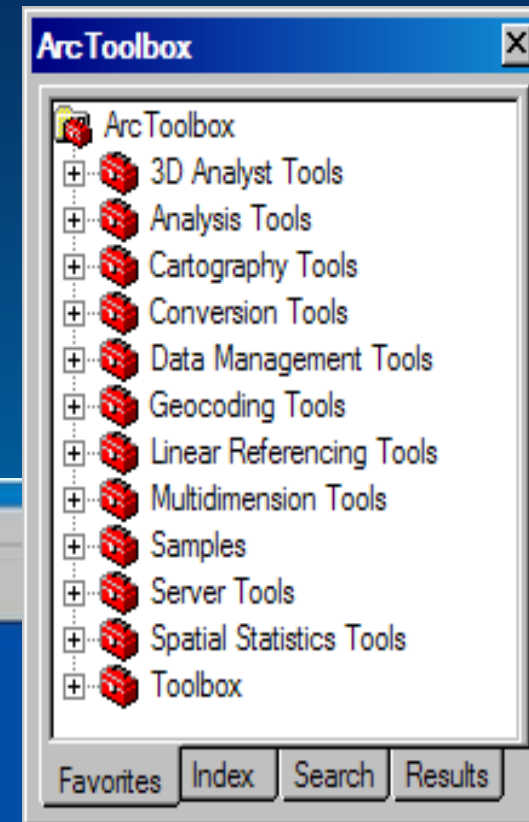 ArcToolbox
ArcToolbox
3D Analyst Tools
Analysis Tools
Cartography Tools
Conversion Tools
Data Management Tools
Geocoding Tools
Linear Referencing Tools
Multidimension Tools
Samples
Server Tools
Spatial Statistics Tools
Toolbox
Favorites Index Search Results